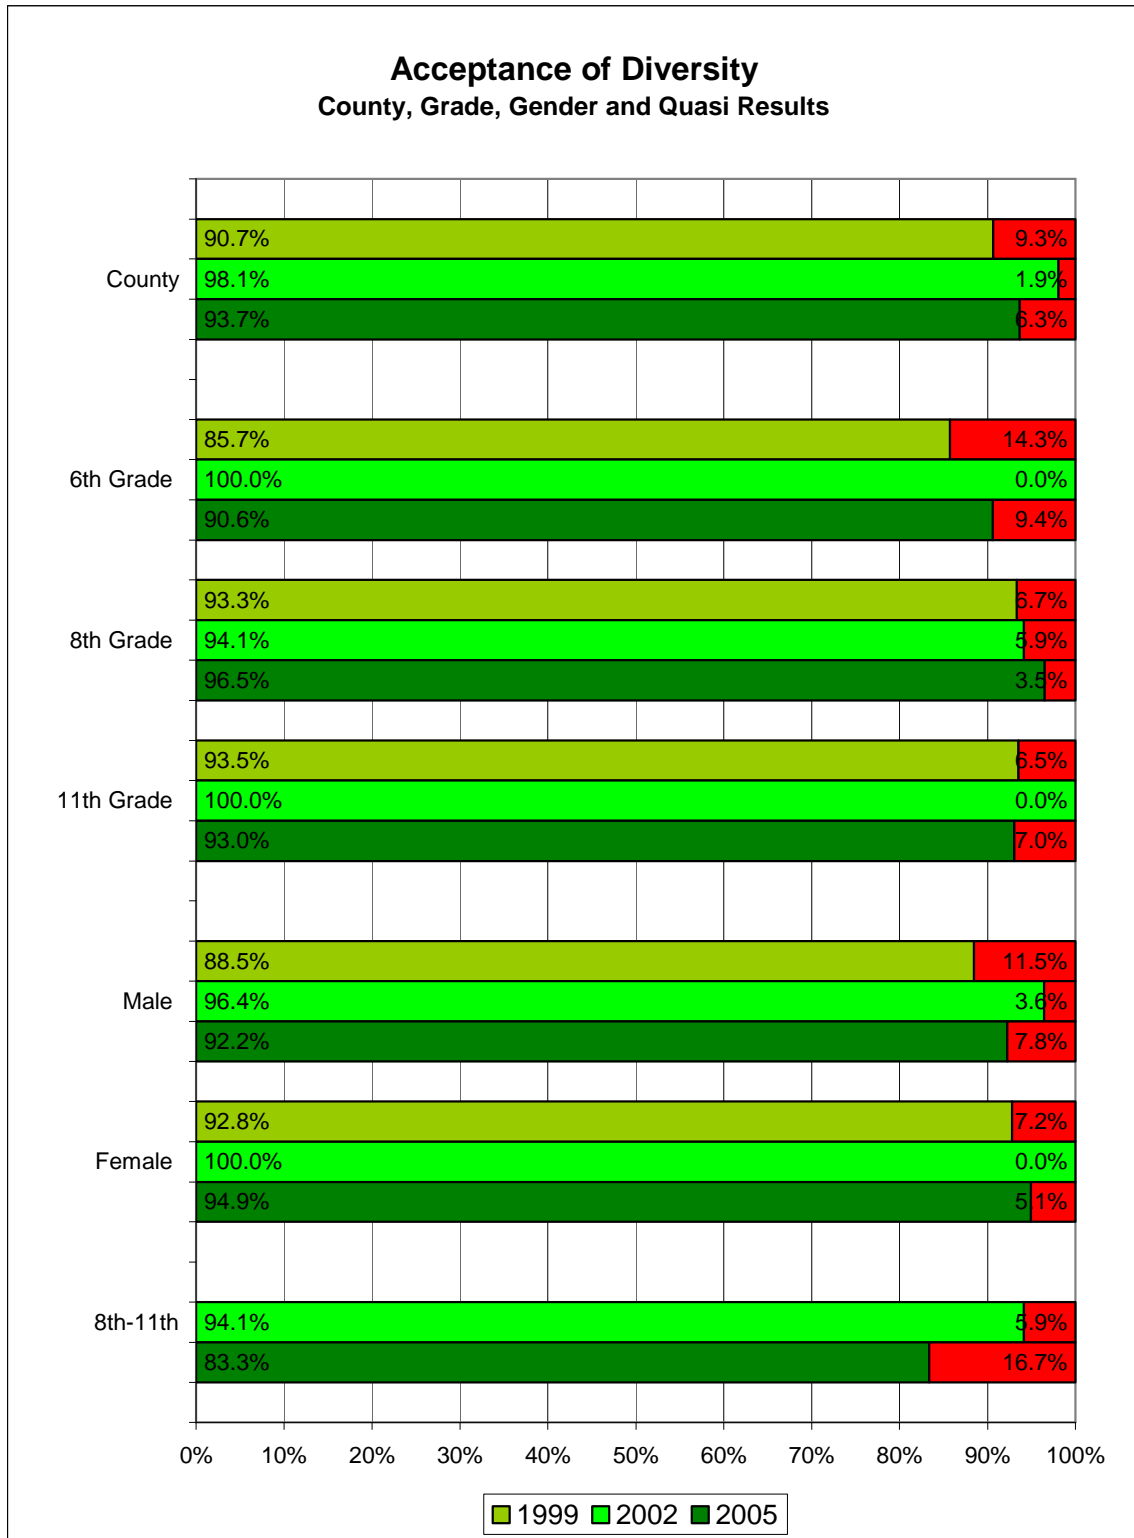 Acceptance of Diversity
County, Grade, Gender and Quasi Results
90.7% 9.3%
County 98.1% 1.9%
93.7% 6.3%
85.7% 14.3%
6th Grade 100.0% 0.0%
90.6% 9.4%
93.3% 6.7%
8th Grade 94.1% 5.9%
96.5% 3.5%
93.5% 6.5%
11th Grade 100.0% 0.0%
93.0% 7.0%
88.5% 11.5%
Male 96.4% 3.6%
92.2% 7.8%
92.8% 7.2%
Female 100.0% 0.0%
94.9% 5.1%
8th-11th 94.1% 5.9%
83.3% 16.7%
0% 10% 20% 30% 40% 50% 60% 70% 80% 90% 100%
1999 2002 2005